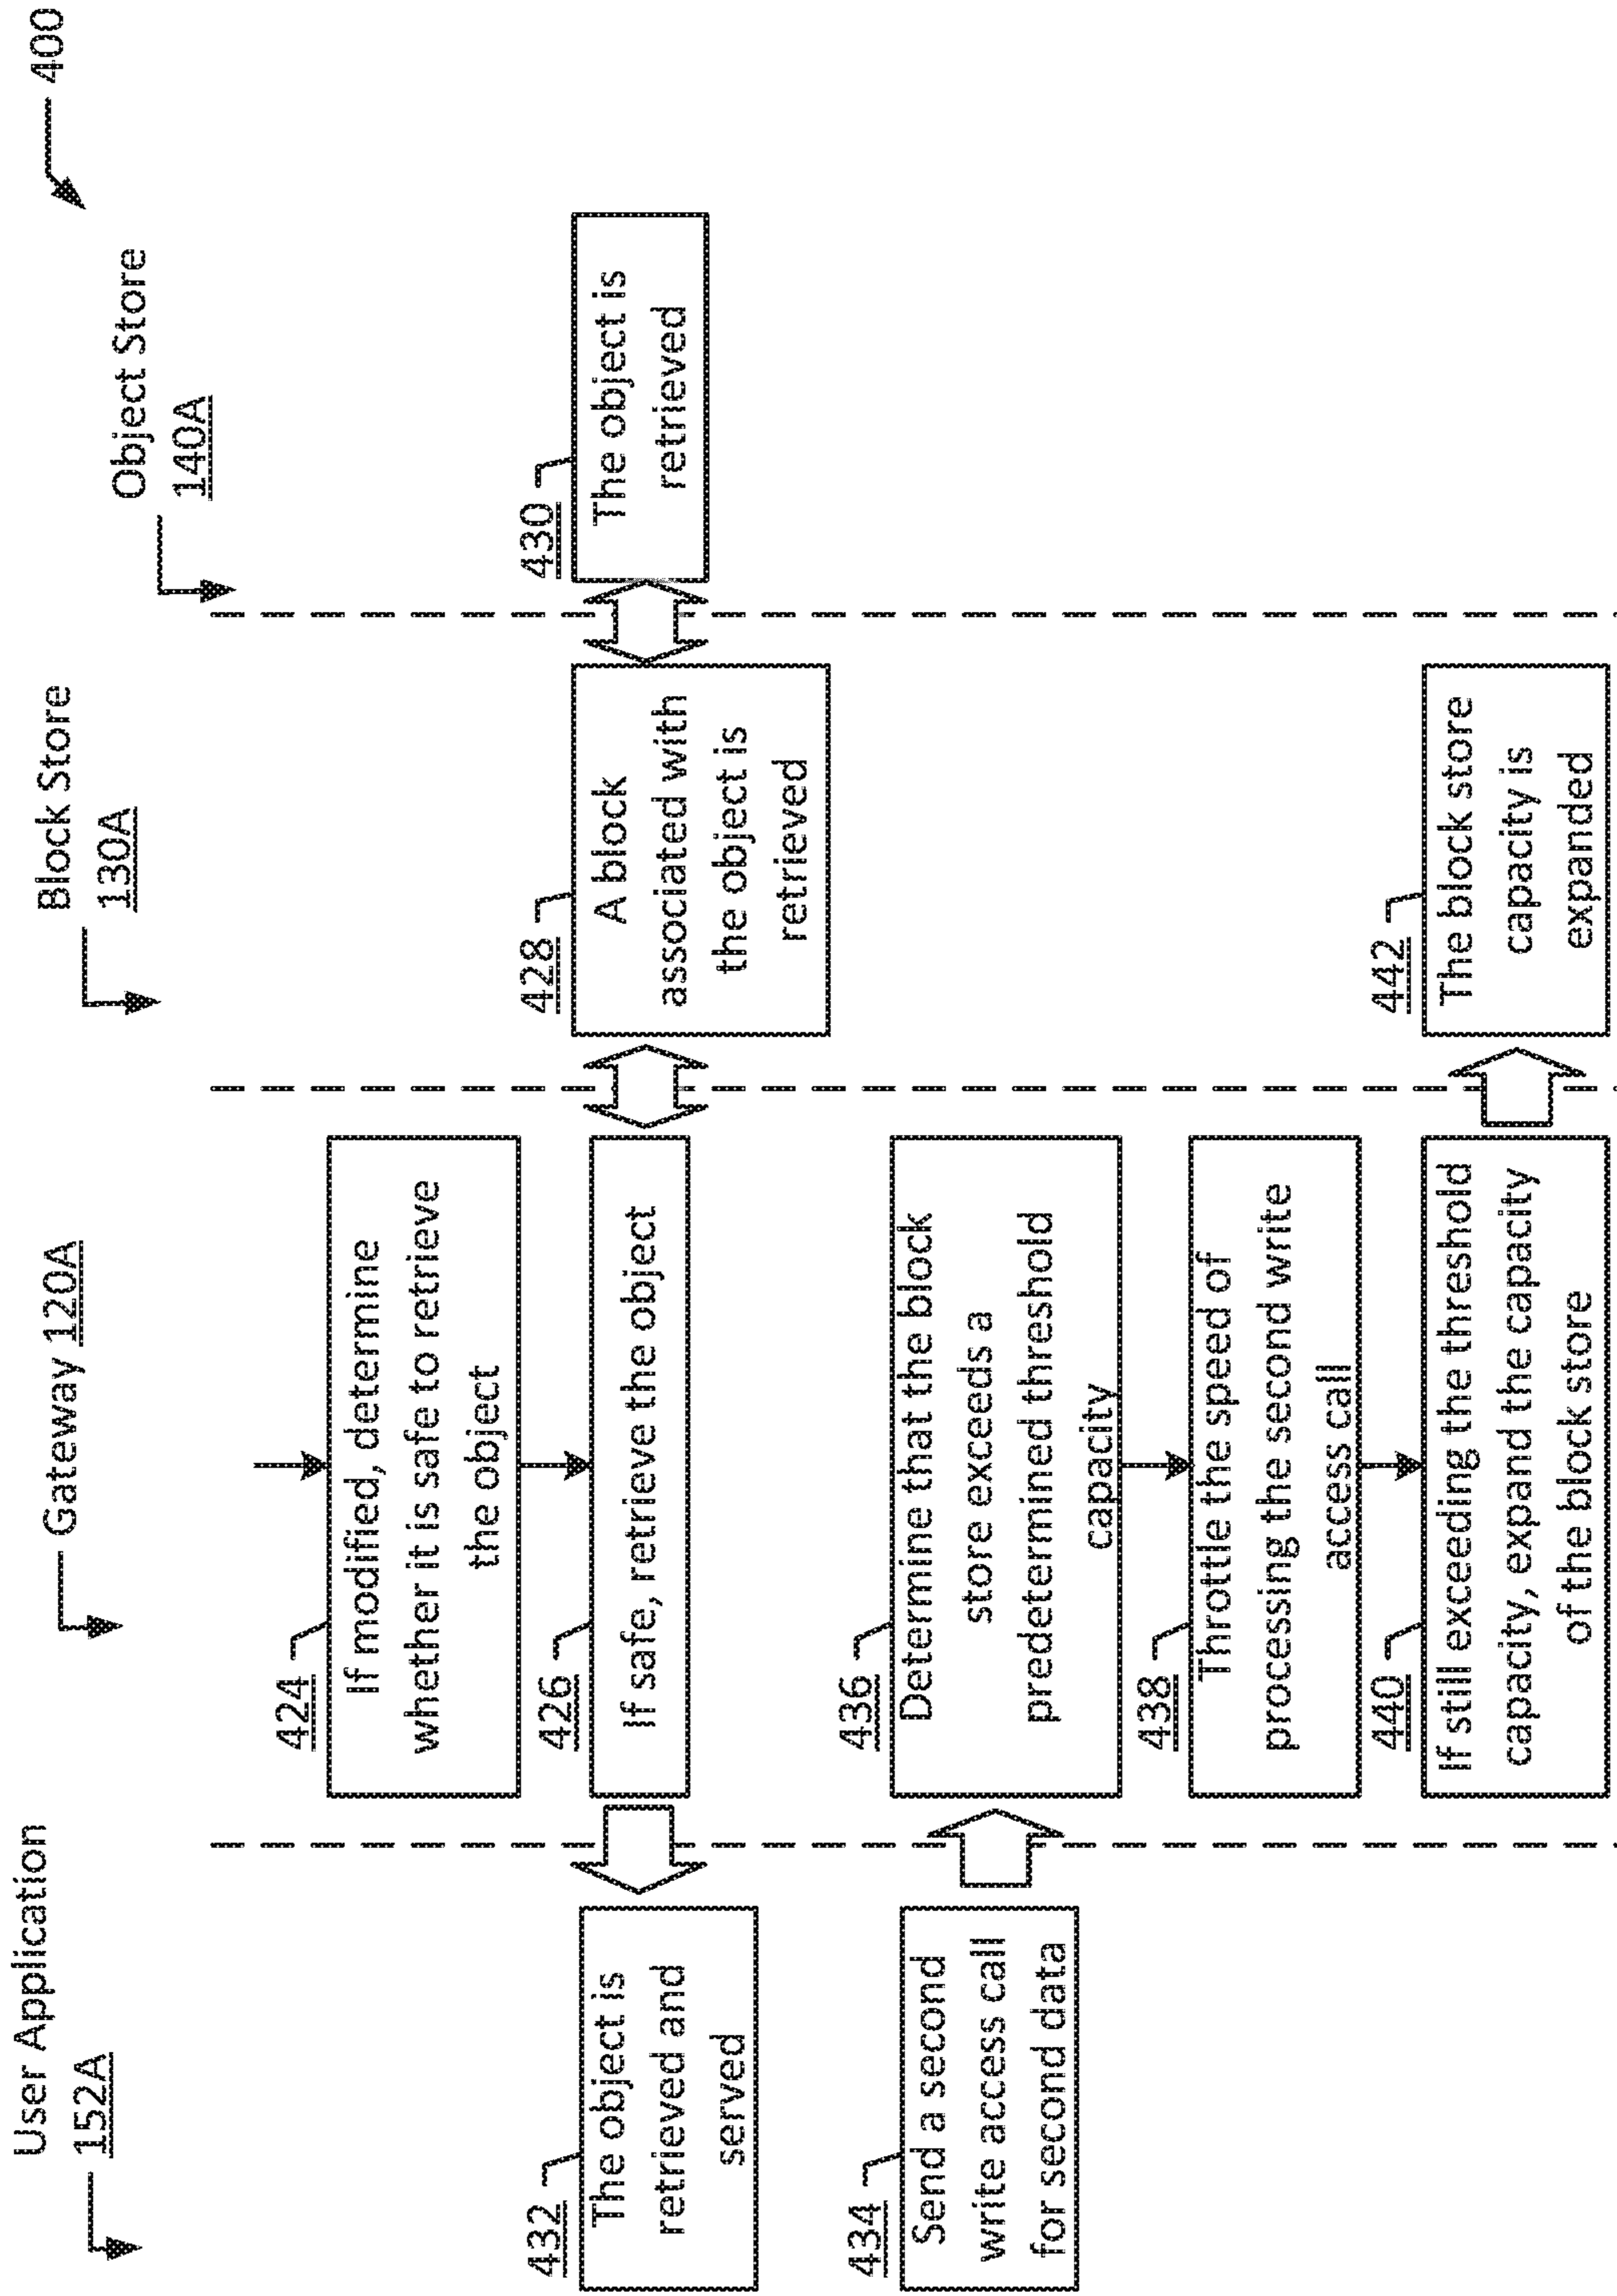 400
User Application
152A
Gateway 120A
Block Store
130A
Object Store
140A
424
If modified, determine
whether it is safe to retrieve
the object
426
If safe, retrieve the object
428
A block
associated with
the object is
retrieved
430
The object is
retrieved
432
The object is
retrieved and
served
434
Send a second
write access call
for second data
436
Determine that the block
store exceeds a
predetermined threshold
capacity
438
Throttle the speed of
processing the second write
access call
440
If still exceeding the threshold
capacity, expand the capacity
of the block store
442
The block store
capacity is
expanded